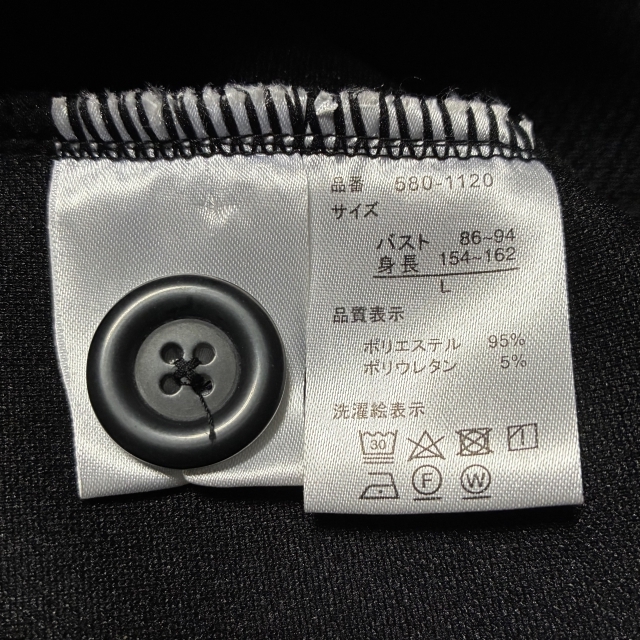 品番 580-1120
サイズ
バスト 86~94
身長 154~162
L
品質表示
ポリエステル 95%
ポリウレタン 5%
洗濯絵表示
30
F W